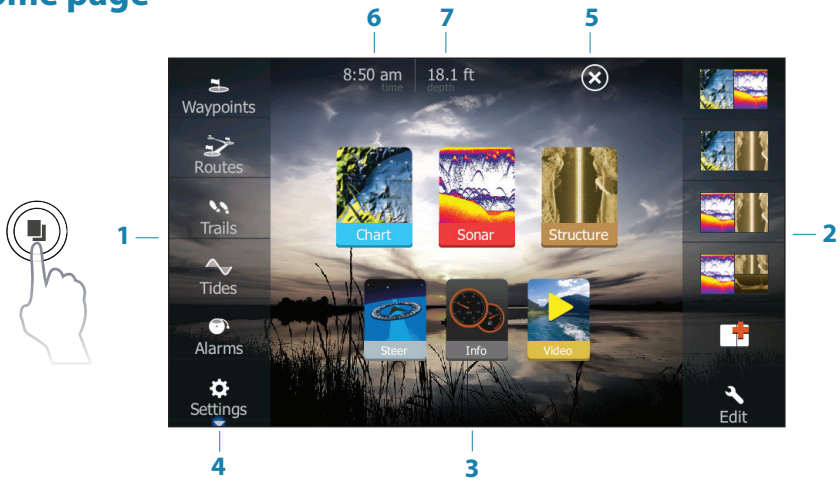 ome page
6 7 5
8:50 am 18.1 ft
time depth
Waypoints
Routes
Trails
Tides
Alarms
Settings
1
Chart Sonar Structure
Steer Info Video
2
Edit
4 3